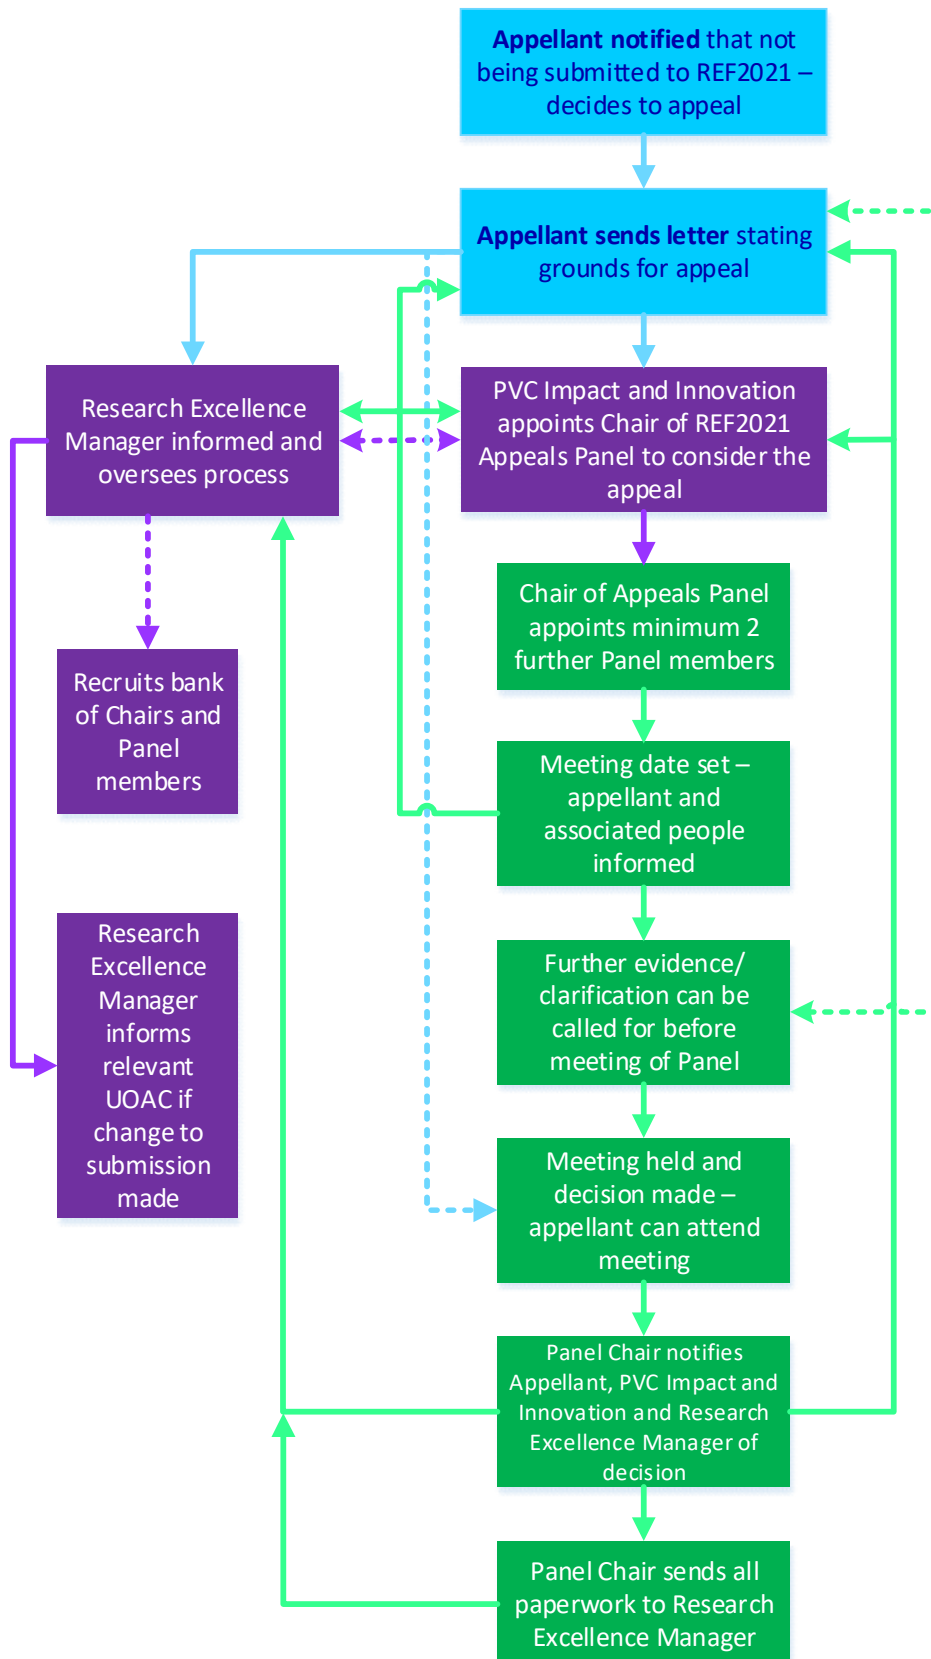 Appellant notified that not
being submitted to REF2021 –
decides to appeal
Appellant sends letter stating
grounds for appeal
Research Excellence
Manager informed and
oversees process
PVC Impact and Innovation
appoints Chair of REF2021
Appeals Panel to consider the
appeal
Chair of Appeals Panel
appoints minimum 2
further Panel members
Recruits bank
of Chairs and
Panel
members
Meeting date set –
appellant and
associated people
informed
Research
Excellence
Manager
informs
relevant
UOAC if
change to
submission
made
Further evidence/
clarification can be
called for before
meeting of Panel
Meeting held and
decision made –
appellant can attend
meeting
Panel Chair notifies
Appellant, PVC Impact and
Innovation and Research
Excellence Manager of
decision
Panel Chair sends all
paperwork to Research
Excellence Manager